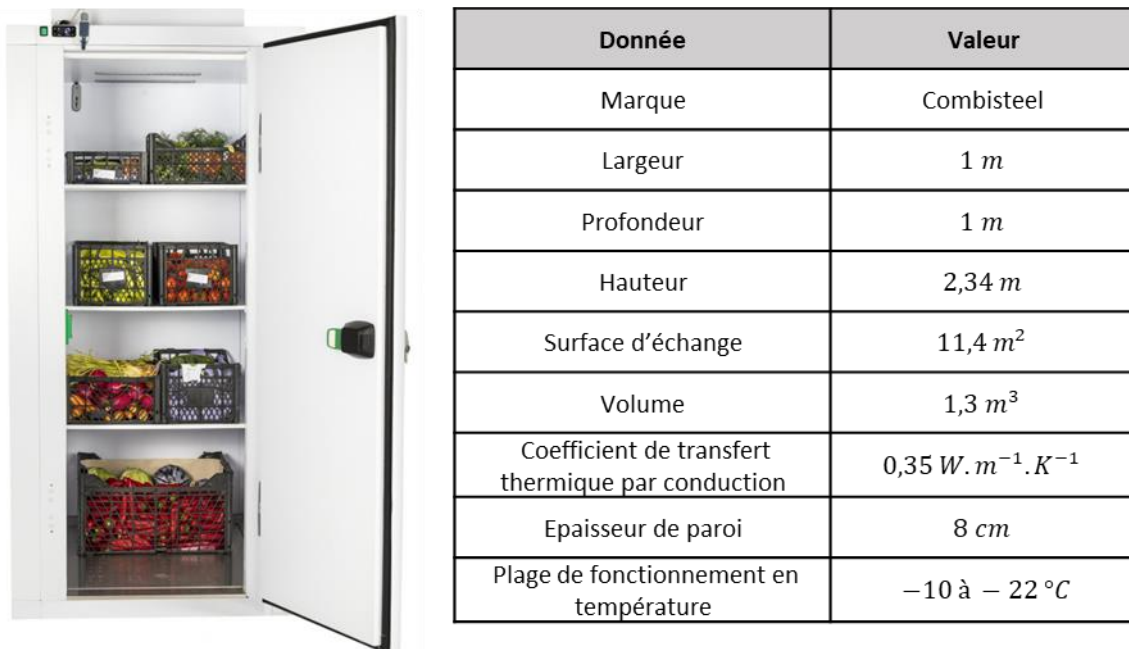 Donnée Valeur
Marque Combisteel
Largeur 1 m
Profondeur 1 m
Hauteur 2,34 m
Surface d'échange 11,4 m²
Volume 1,3 m³
Coefficient de transfert
thermique par conduction 0,35 W.m⁻¹.K⁻¹
Epaisseur de paroi 8 cm
Plage de fonctionnement en
température −10 à − 22 °C